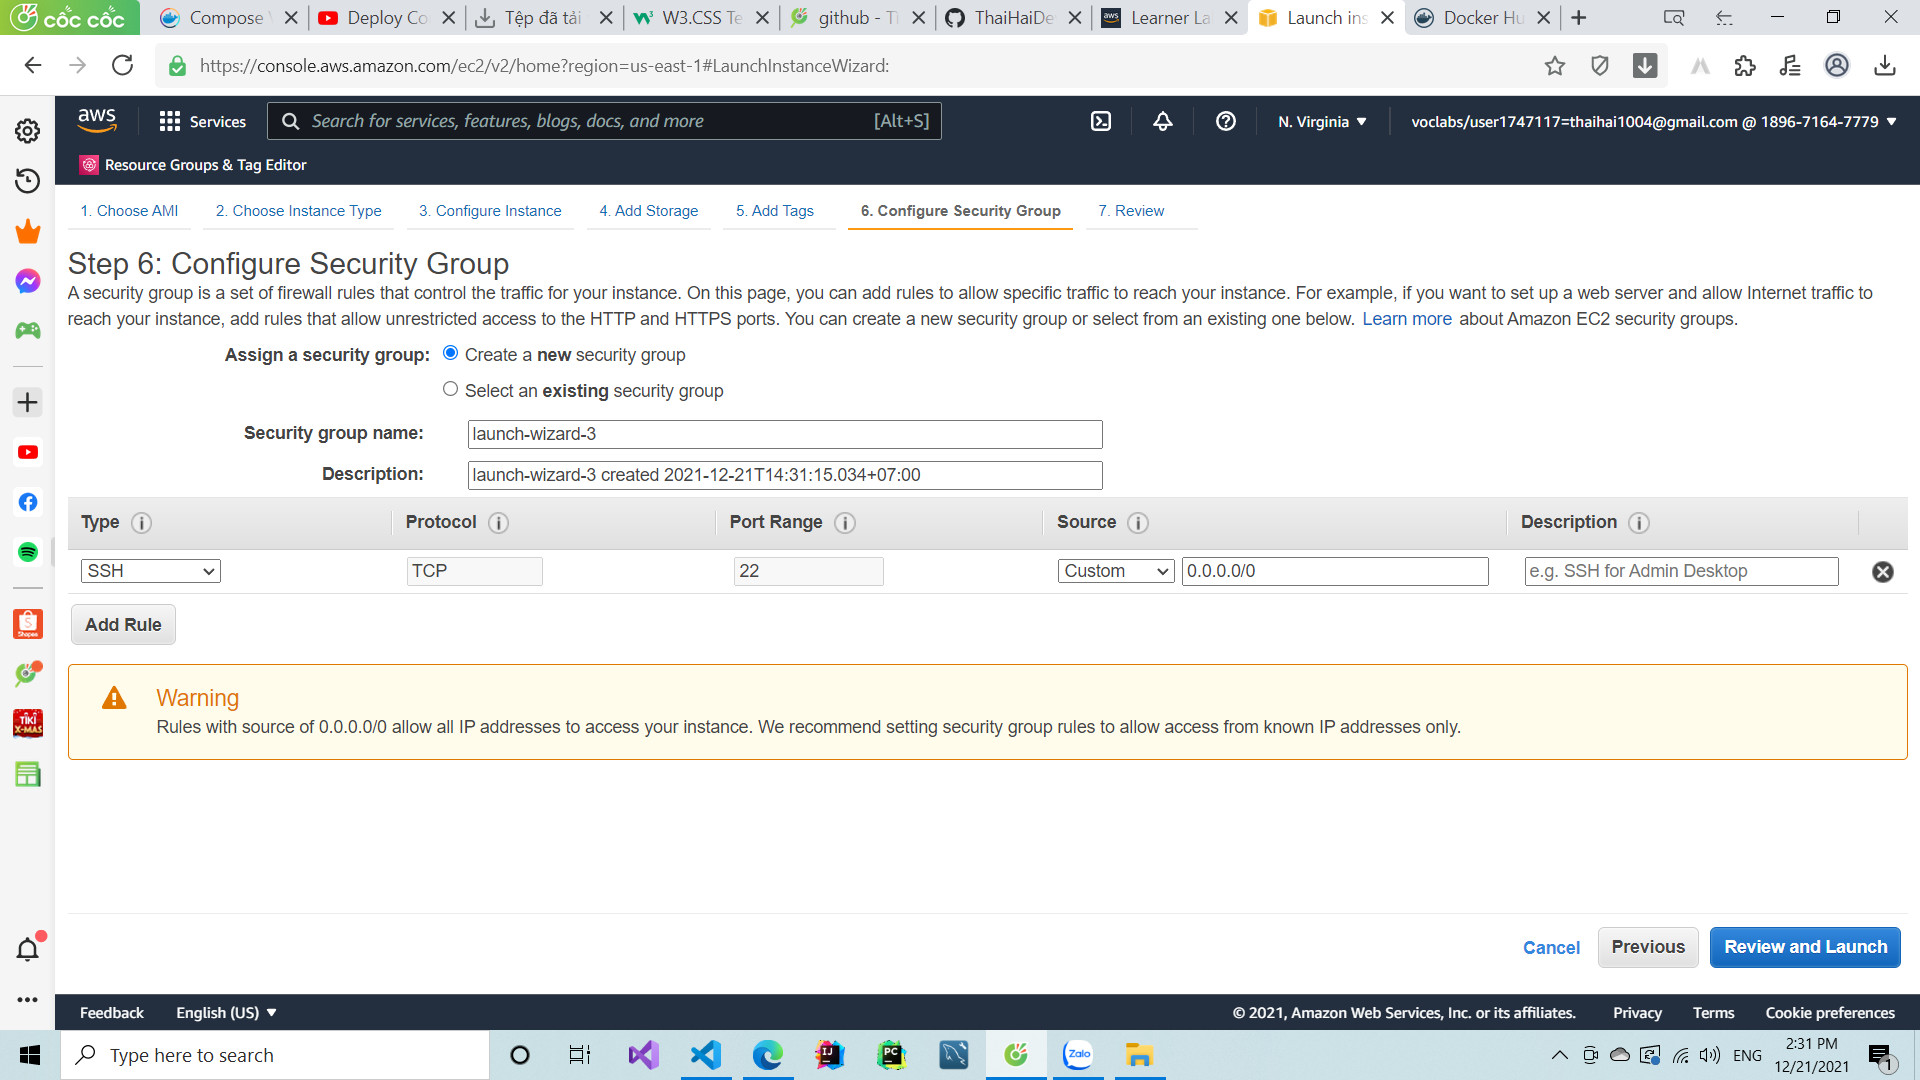 cốc cốc
Compose
Deploy Co
Tệp đã tải
W3.CSS Te
github - Ti
ThaiHaiDe
Learner La
Launch ins
Docker Hu
https://console.aws.amazon.com/ec2/v2/home?region=us-east-1#LaunchInstanceWizard:
aws
Services
Search for services, features, blogs, docs, and more
[Alt+S]
N. Virginia
voclabs/user1747117=thaihai1004@gmail.com @ 1896-7164-7779
Resource Groups & Tag Editor
1. Choose AMI
2. Choose Instance Type
3. Configure Instance
4. Add Storage
5. Add Tags
6. Configure Security Group
7. Review
Step 6: Configure Security Group
A security group is a set of firewall rules that control the traffic for your instance. On this page, you can add rules to allow specific traffic to reach your instance. For example, if you want to set up a web server and allow Internet traffic to
reach your instance, add rules that allow unrestricted access to the HTTP and HTTPS ports. You can create a new security group or select from an existing one below. Learn more about Amazon EC2 security groups.
Assign a security group: Create a new security group
Select an existing security group
Security group name: launch-wizard-3
Description: launch-wizard-3 created 2021-12-21T14:31:15.034+07:00
Type
Protocol
Port Range
Source
Description
SSH
TCP
22
Custom
0.0.0.0/0
e.g. SSH for Admin Desktop
Add Rule
Warning
Rules with source of 0.0.0.0/0 allow all IP addresses to access your instance. We recommend setting security group rules to allow access from known IP addresses only.
Shopee
TIKI
X-MAS
Cancel
Previous
Review and Launch
Feedback
English (US)
© 2021, Amazon Web Services, Inc. or its affiliates.
Privacy
Terms
Cookie preferences
Type here to search
IJ
PC
Zalo
ENG
2:31 PM
12/21/2021
1